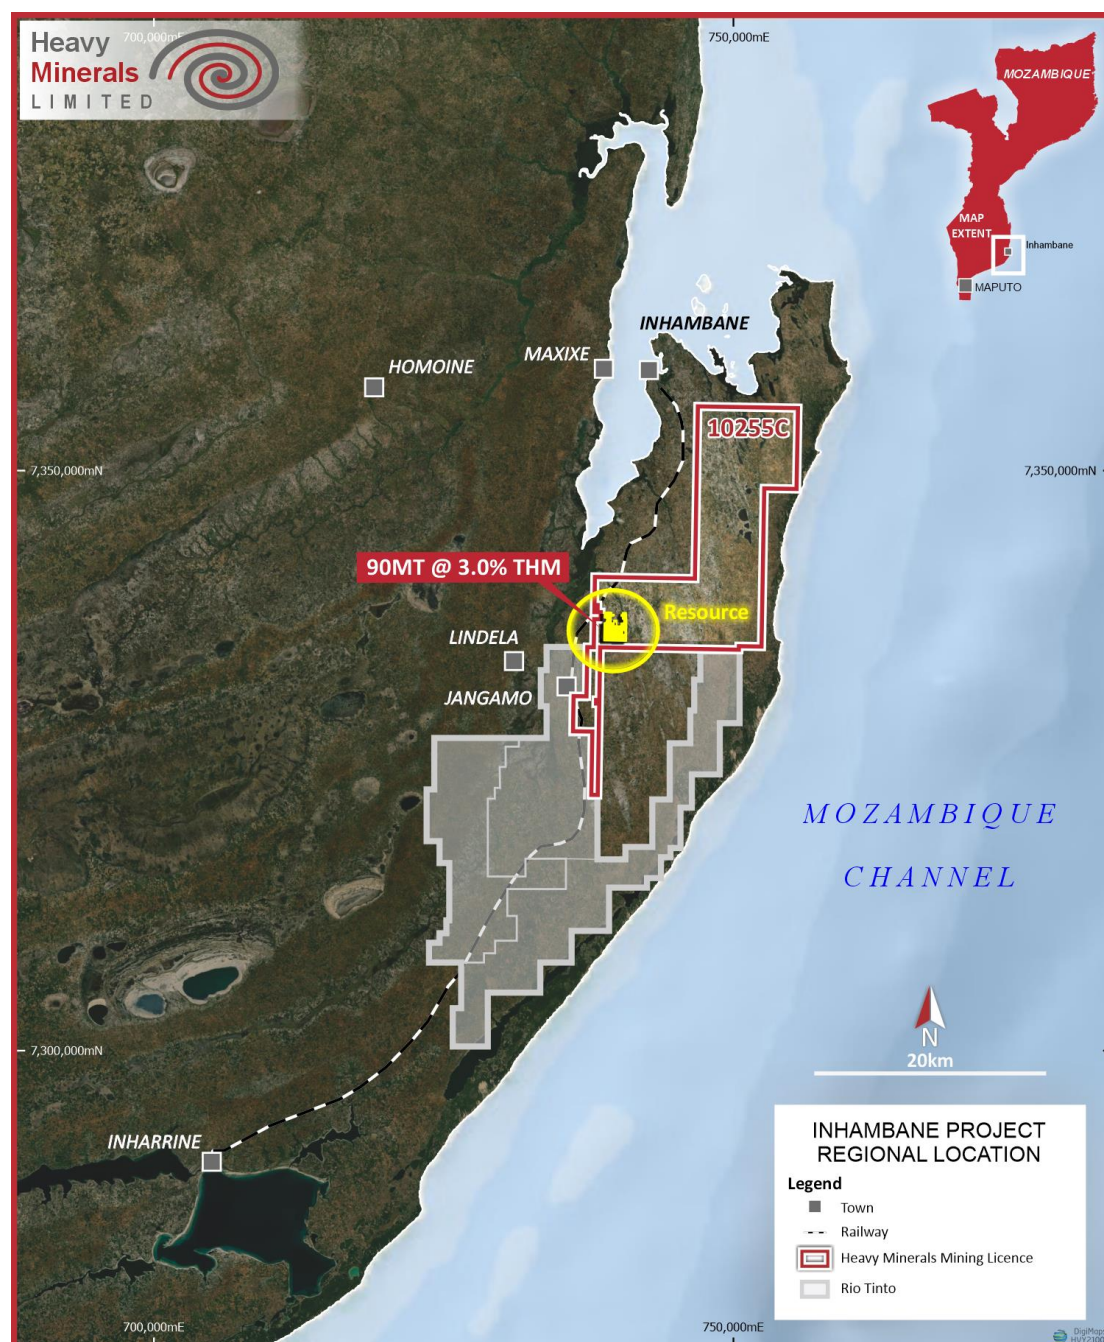 Heavy
Minerals
LIMITED
700,000mE
750,000mE
MOZAMBIQUE
MAP
EXTENT
Inhambane
MAPUTO
INHAMBANE
MAXIXE
HOMOINE
10255C
7,350,000mN
7,350,000mN
90MT @ 3.0% THM
Resource
LINDELA
JANGAMO
MOZAMBIQUE
CHANNEL
N
20km
7,300,000mN
INHARRINE
INHAMBANE PROJECT
REGIONAL LOCATION
Legend
Town
Railway
Heavy Minerals Mining Licence
Rio Tinto
700,000mE
750,000mE
DigiMaps